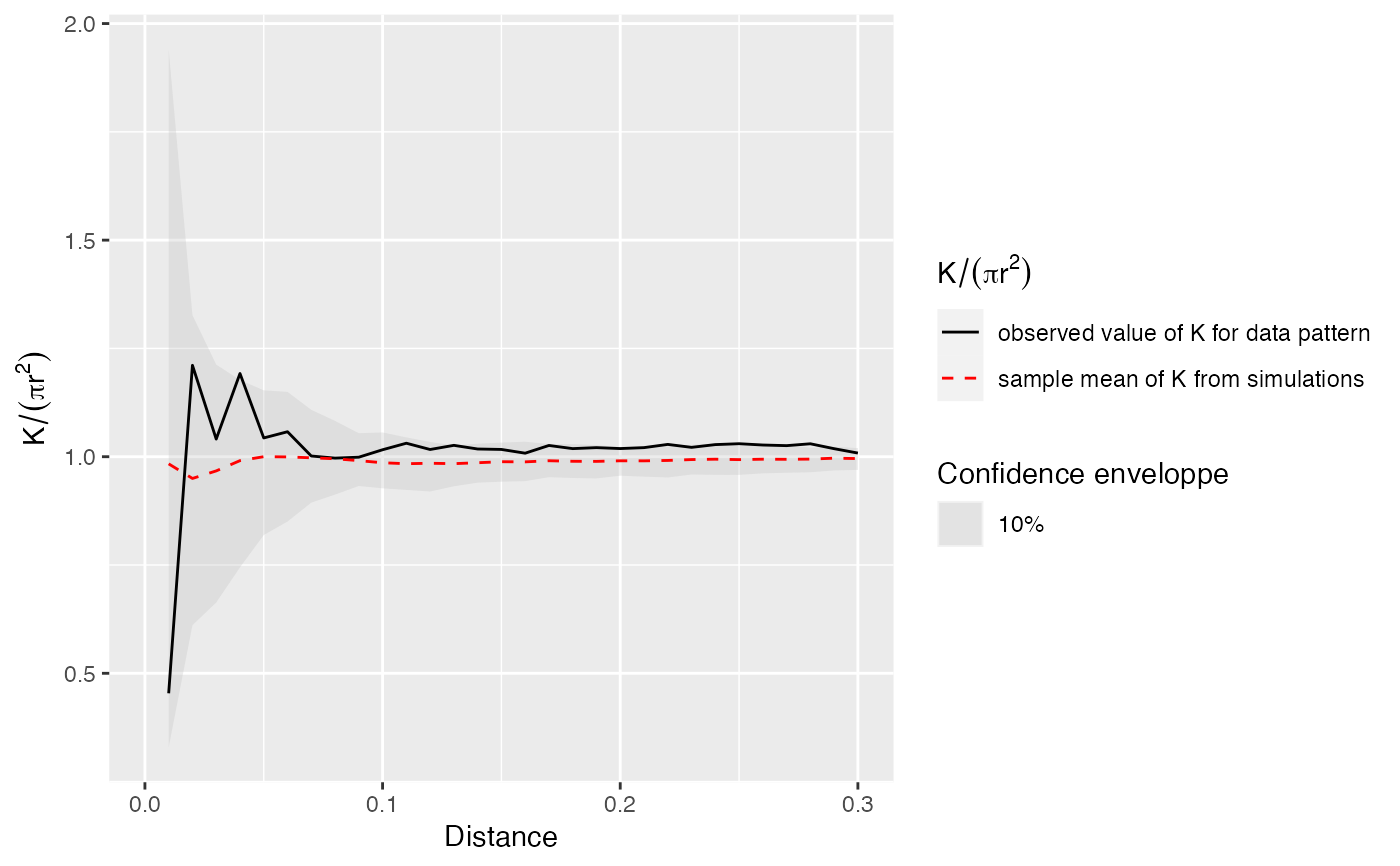 2.0
1.5
1.0
0.5
K/(πr²)
0.0
0.1
0.2
0.3
Distance
K/(πr²)
observed value of K for data pattern
sample mean of K from simulations
Confidence enveloppe
10%